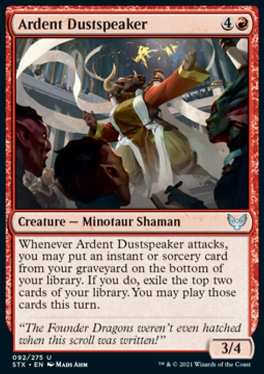 Ardent Dustspeaker 4
Creature — Minotaur Shaman
Whenever Ardent Dustspeaker attacks,
you may put an instant or sorcery card
from your graveyard on the bottom of
your library. If you do, exile the top two
cards of your library. You may play those
cards this turn.
"The Founder Dragons weren't even hatched
when this scroll was written!"
3/4
092/275 U
STX • EN Mads Ahm
™ & © 2021 Wizards of the Coast